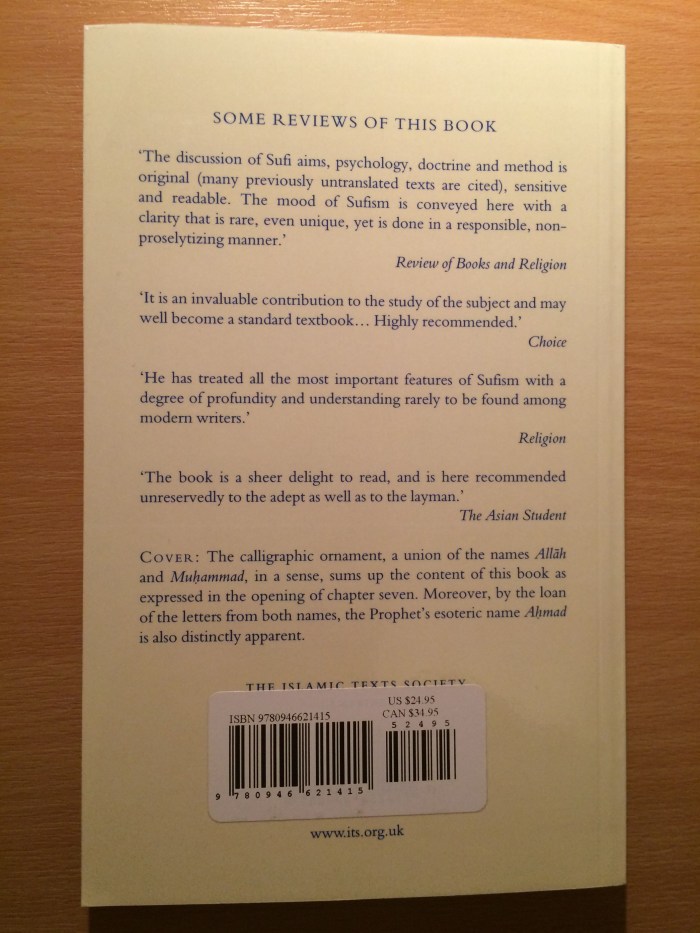 SOME REVIEWS OF THIS BOOK
‘The discussion of Sufi aims, psychology, doctrine and method is
original (many previously untranslated texts are cited), sensitive
and readable. The mood of Sufism is conveyed here with a
clarity that is rare, even unique, yet is done in a responsible, non-
proselytizing manner.’
Review of Books and Religion
‘It is an invaluable contribution to the study of the subject and may
well become a standard textbook… Highly recommended.’
Choice
‘He has treated all the most important features of Sufism with a
degree of profundity and understanding rarely to be found among
modern writers.’
Religion
‘The book is a sheer delight to read, and is here recommended
unreservedly to the adept as well as to the layman.’
The Asian Student
COVER: The calligraphic ornament, a union of the names Allāh
and Muḥammad, in a sense, sums up the content of this book as
expressed in the opening of chapter seven. Moreover, by the loan
of the letters from both names, the Prophet’s esoteric name Aḥmad
is also distinctly apparent.
THE ISLAMIC TEXTS SOCIETY
US $24.95
ISBN 9780946621415 CAN $34.95
5 2 4 9 5
9 780946 621415
www.its.org.uk